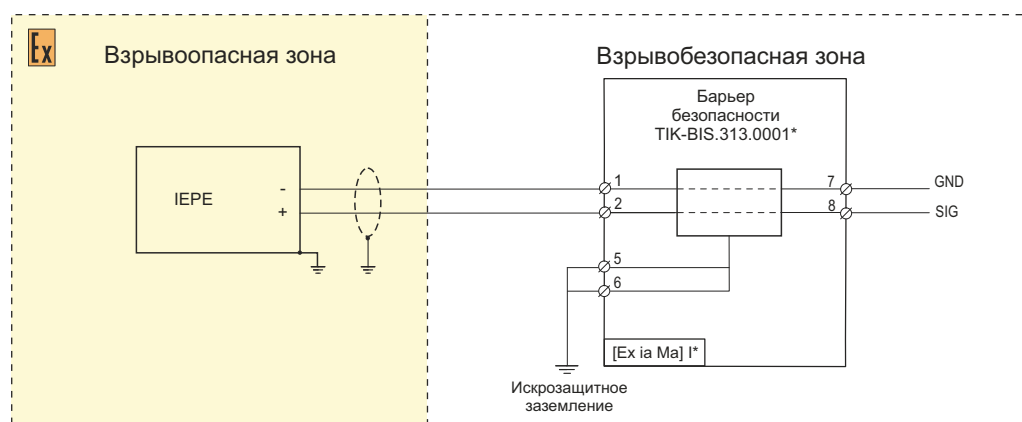 Ex
Взрывоопасная зона
Взрывобезопасная зона
Барьер
безопасности
TIK-BIS.313.0001*
IEPE
-
+
1
2
7
8
GND
SIG
5
6
[Ex ia Ma] I*
Искрозащитное
заземление